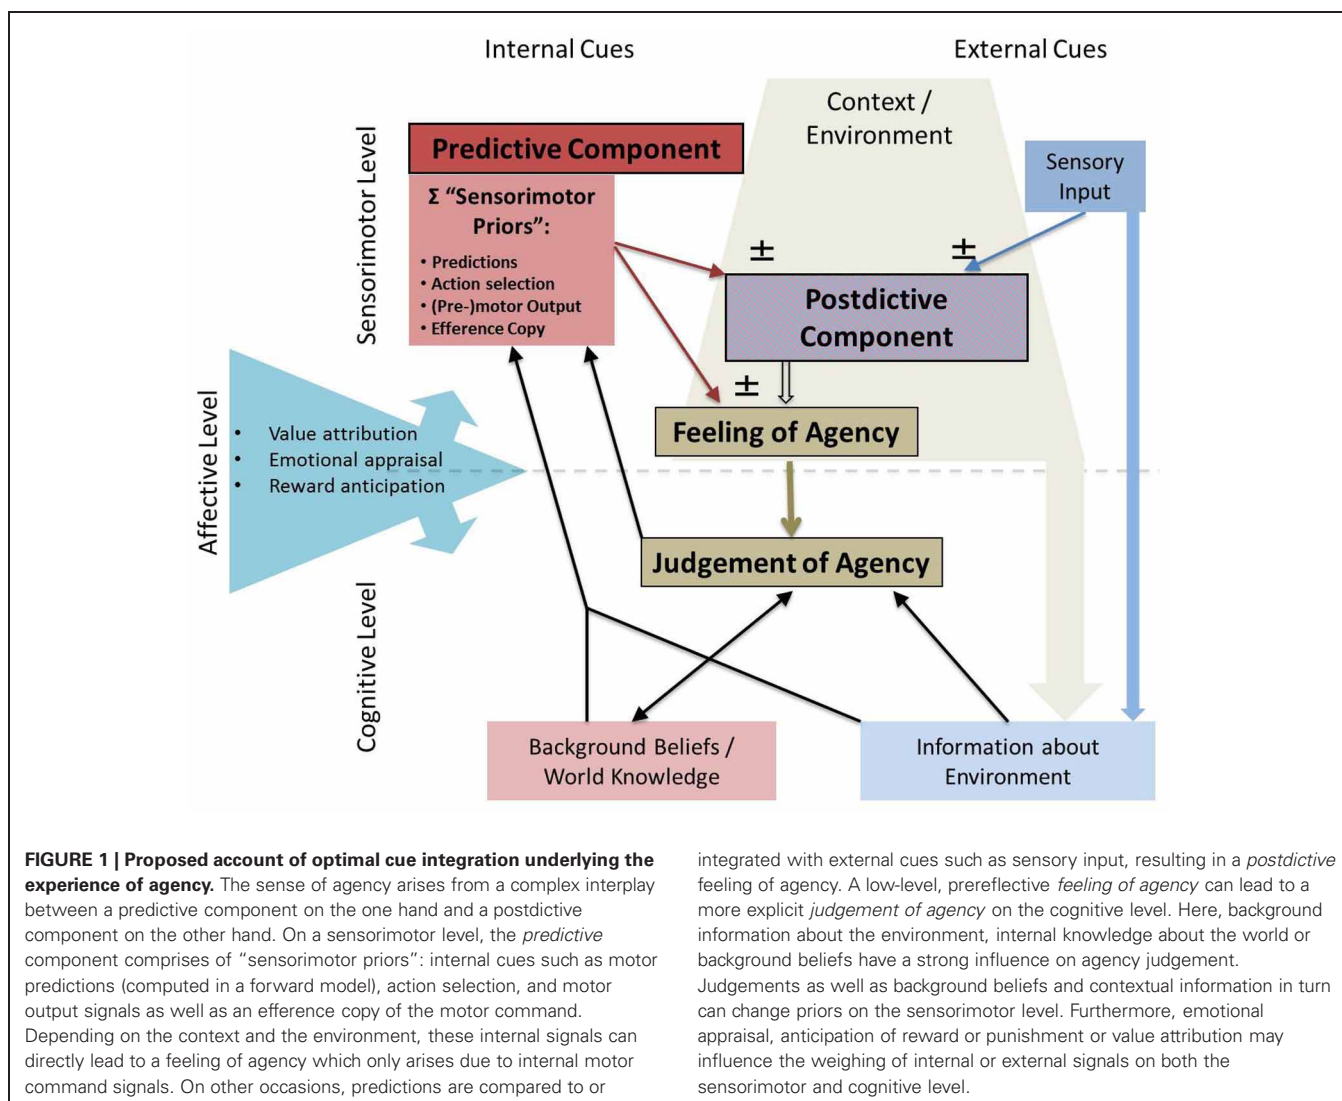 Internal Cues
External Cues
Context /
Environment
Sensorimotor Level
Predictive Component
Sensory
Input
Σ “Sensorimotor
Priors”:
• Predictions
• Action selection
• (Pre-)motor Output
• Efference Copy
±
±
Postdictive
Component
±
Feeling of Agency
Affective Level
• Value attribution
• Emotional appraisal
• Reward anticipation
Judgement of Agency
Cognitive Level
Background Beliefs /
World Knowledge
Information about
Environment
FIGURE 1 | Proposed account of optimal cue integration underlying the
experience of agency. The sense of agency arises from a complex interplay
between a predictive component on the one hand and a postdictive
component on the other hand. On a sensorimotor level, the predictive
component comprises of “sensorimotor priors”: internal cues such as motor
predictions (computed in a forward model), action selection, and motor
output signals as well as an efference copy of the motor command.
Depending on the context and the environment, these internal signals can
directly lead to a feeling of agency which only arises due to internal motor
command signals. On other occasions, predictions are compared to or
integrated with external cues such as sensory input, resulting in a postdictive
feeling of agency. A low-level, prereflective feeling of agency can lead to a
more explicit judgement of agency on the cognitive level. Here, background
information about the environment, internal knowledge about the world or
background beliefs have a strong influence on agency judgement.
Judgements as well as background beliefs and contextual information in turn
can change priors on the sensorimotor level. Furthermore, emotional
appraisal, anticipation of reward or punishment or value attribution may
influence the weighing of internal or external signals on both the
sensorimotor and cognitive level.